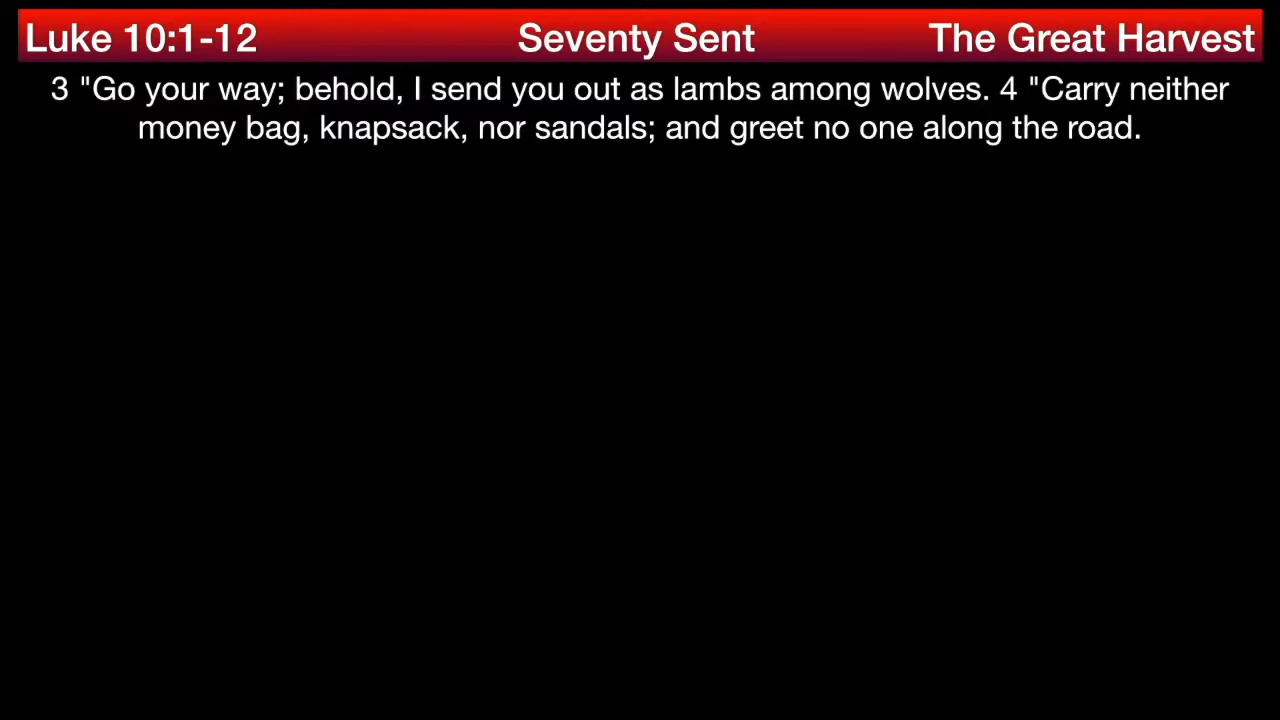 Luke 10:1-12 Seventy Sent The Great Harvest
3 "Go your way; behold, I send you out as lambs among wolves. 4 "Carry neither
money bag, knapsack, nor sandals; and greet no one along the road.